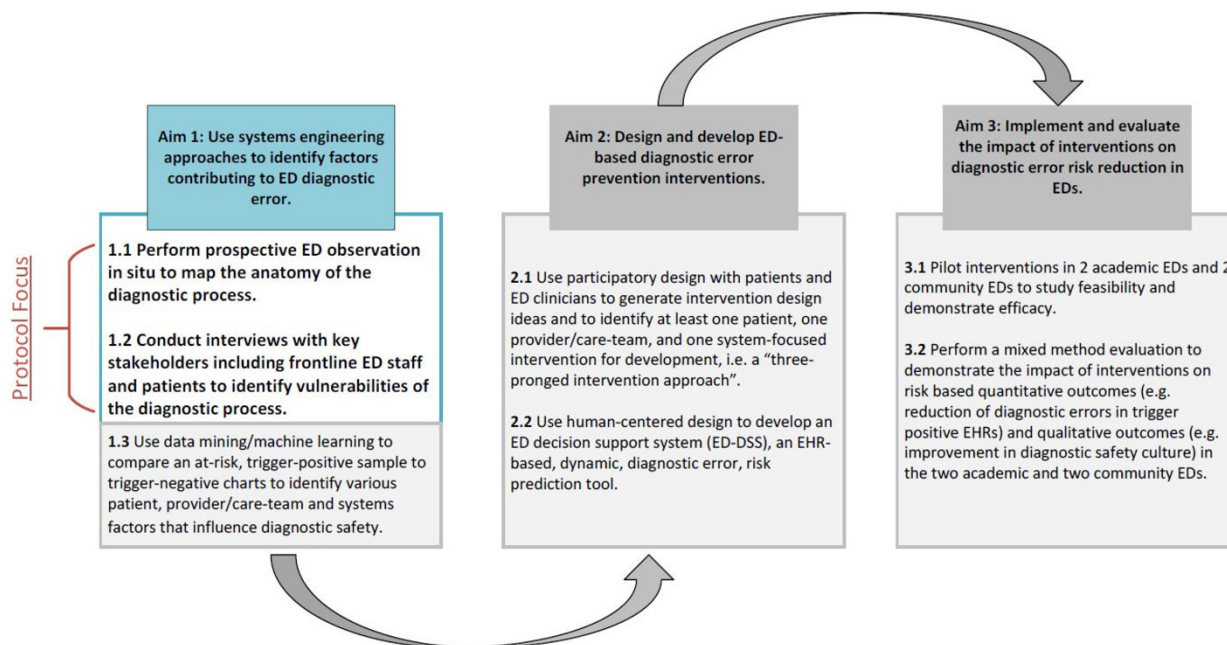 Protocol Focus
Aim 1: Use systems engineering
approaches to identify factors
contributing to ED diagnostic
error.
1.1 Perform prospective ED observation
in situ to map the anatomy of the
diagnostic process.
1.2 Conduct interviews with key
stakeholders including frontline ED staff
and patients to identify vulnerabilities of
the diagnostic process.
1.3 Use data mining/machine learning to
compare an at-risk, trigger-positive sample to
trigger-negative charts to identify various
patient, provider/care-team and systems
factors that influence diagnostic safety.
Aim 2: Design and develop ED-
based diagnostic error
prevention interventions.
2.1 Use participatory design with patients and
ED clinicians to generate intervention design
ideas and to identify at least one patient, one
provider/care-team, and one system-focused
intervention for development, i.e. a “three-
pronged intervention approach”.
2.2 Use human-centered design to develop an
ED decision support system (ED-DSS), an EHR-
based, dynamic, diagnostic error, risk
prediction tool.
Aim 3: Implement and evaluate
the impact of interventions on
diagnostic error risk reduction in
EDs.
3.1 Pilot interventions in 2 academic EDs and 2
community EDs to study feasibility and
demonstrate efficacy.
3.2 Perform a mixed method evaluation to
demonstrate the impact of interventions on
risk based quantitative outcomes (e.g.
reduction of diagnostic errors in trigger
positive EHRs) and qualitative outcomes (e.g.
improvement in diagnostic safety culture) in
the two academic and two community EDs.